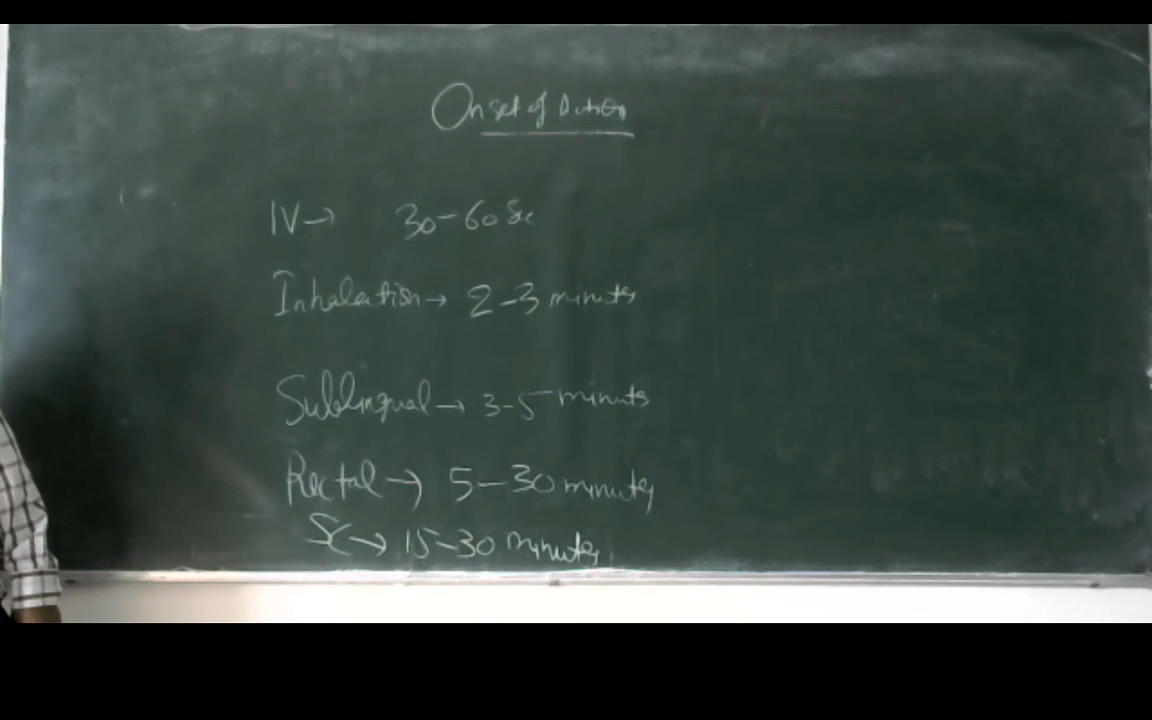 Onset of Action
IV → 30-60 Sec
Inhalation → 2-3 minuts
Sublingual → 3-5 minuts
Rectal → 5-30 minutes
SC → 15-30 minutes